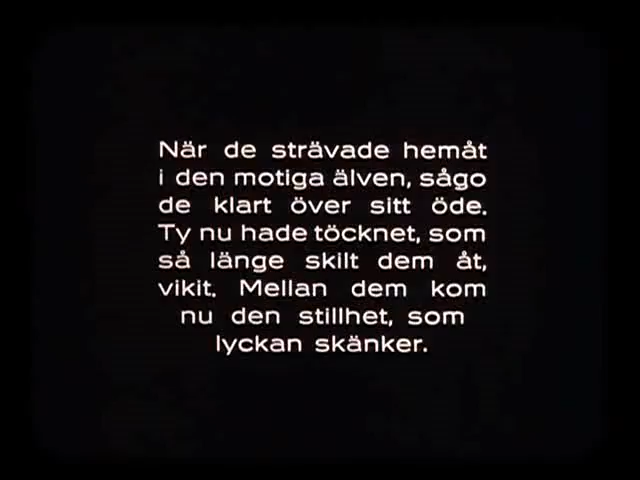 När de strävade hemåt
i den motiga älven, sågo
de klart över sitt öde.
Ty nu hade töcknet, som
så länge skilt dem åt,
vikit. Mellan dem kom
nu den stillhet, som
lyckan skänker.